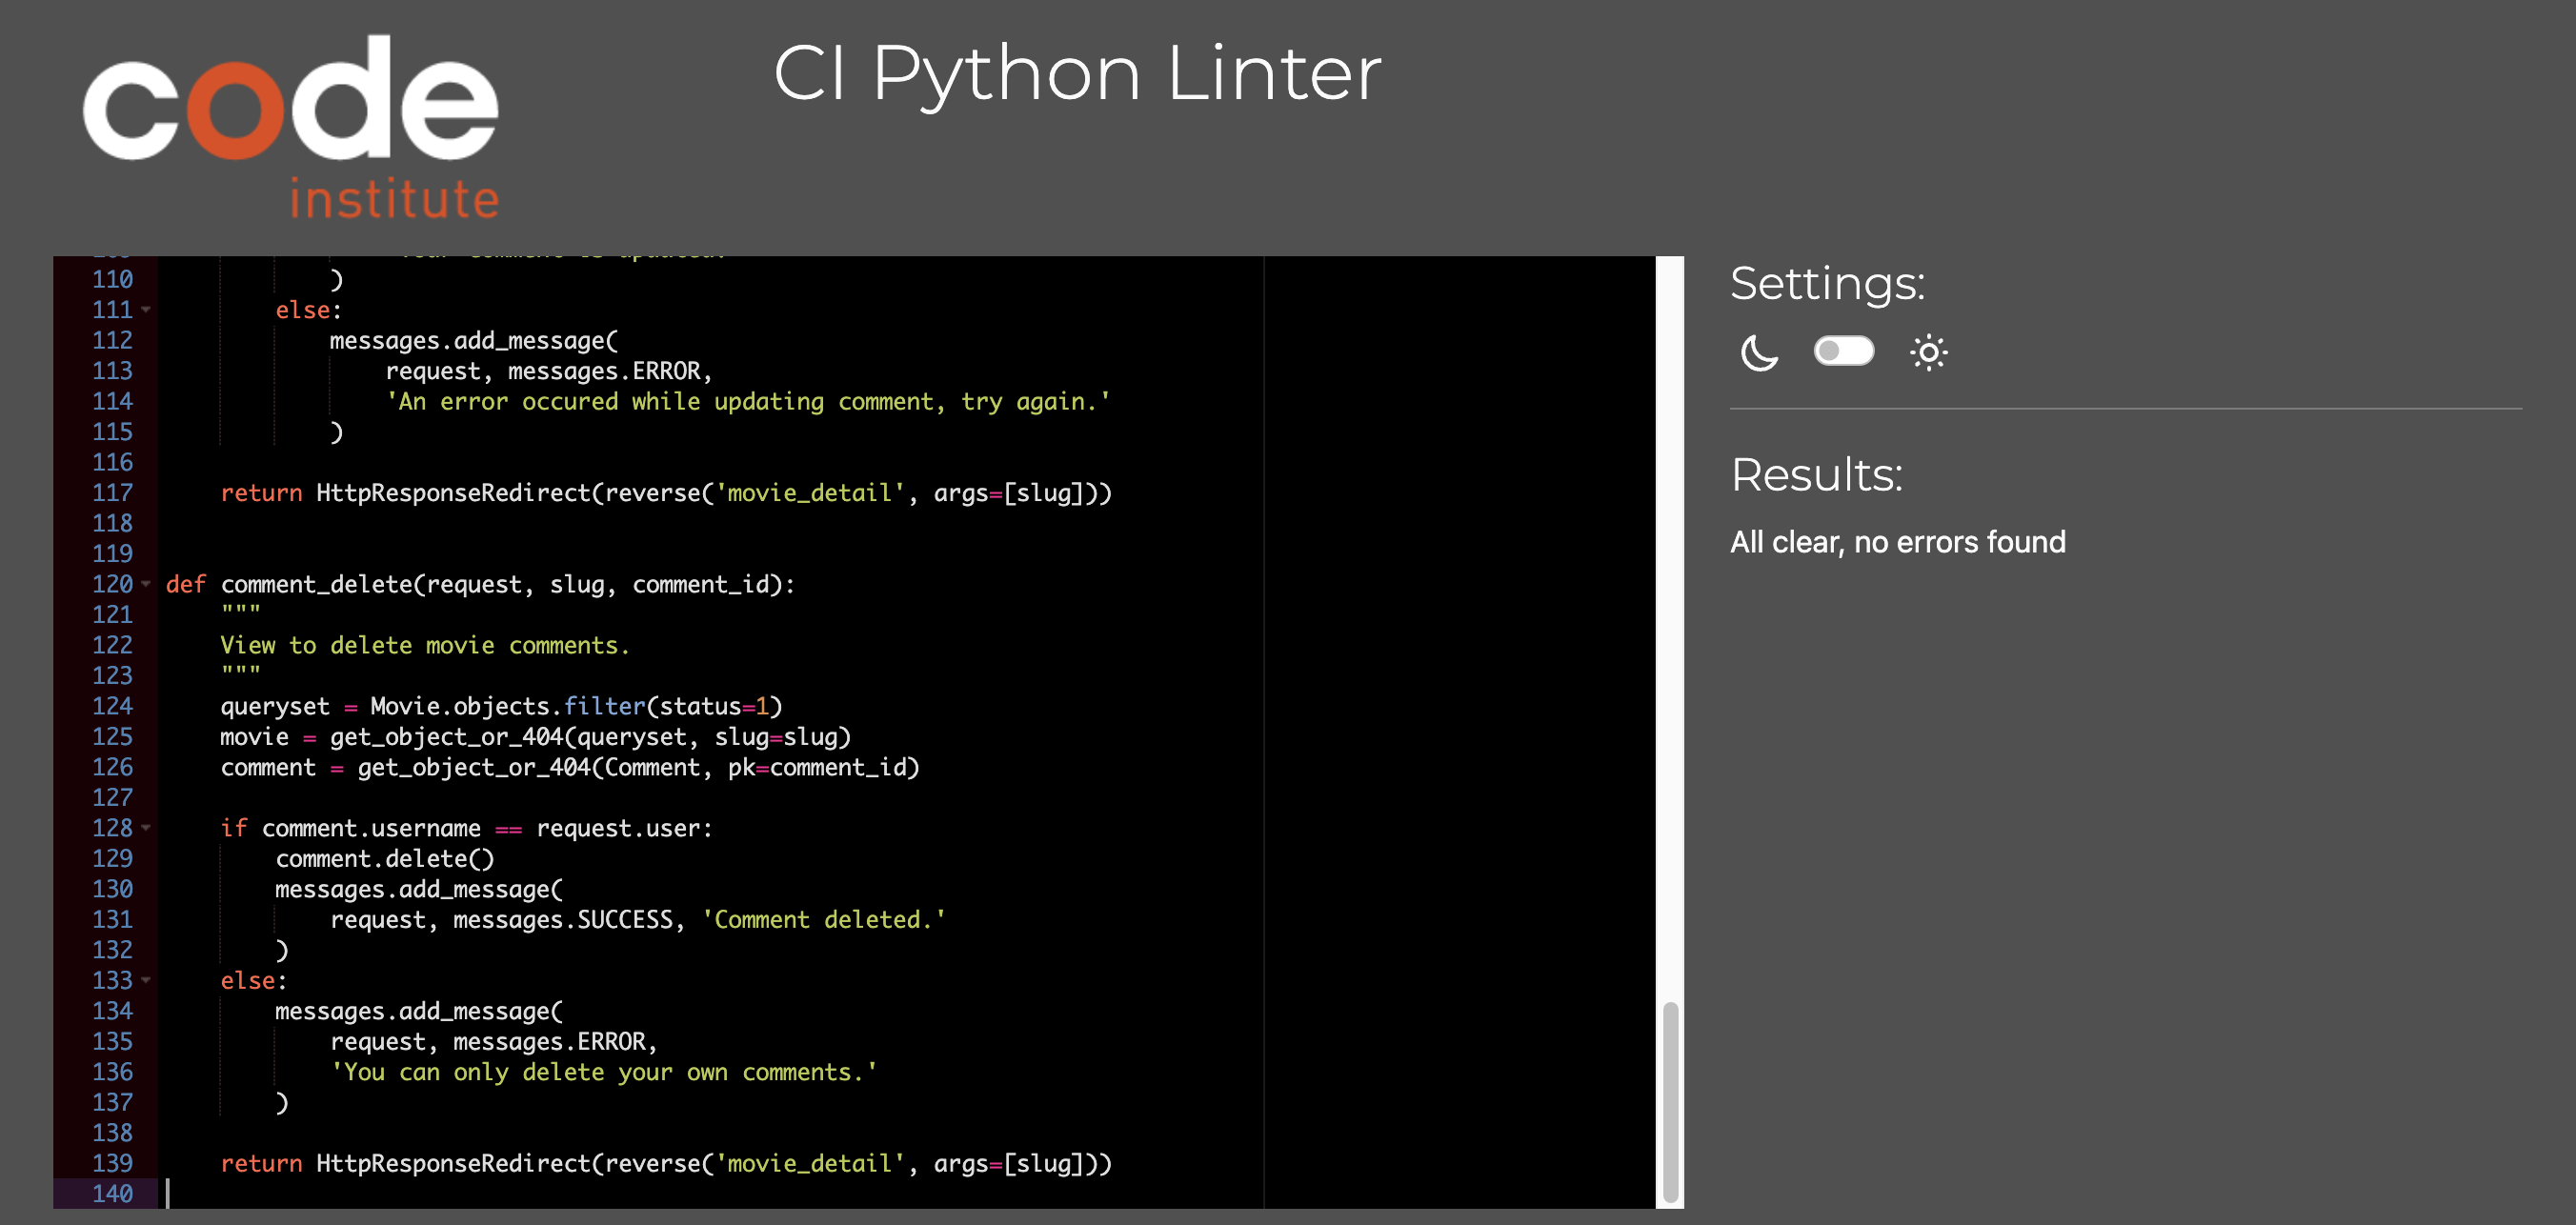 code
institute
CI Python Linter
110 )
111 else:
112 messages.add_message(
113 request, messages.ERROR,
114 'An error occured while updating comment, try again.'
115 )
116
117 return HttpResponseRedirect(reverse('movie_detail', args=[slug]))
118
119
120 def comment_delete(request, slug, comment_id):
121 """
122 View to delete movie comments.
123 """
124 queryset = Movie.objects.filter(status=1)
125 movie = get_object_or_404(queryset, slug=slug)
126 comment = get_object_or_404(Comment, pk=comment_id)
127
128 if comment.username == request.user:
129 comment.delete()
130 messages.add_message(
131 request, messages.SUCCESS, 'Comment deleted.'
132 )
133 else:
134 messages.add_message(
135 request, messages.ERROR,
136 'You can only delete your own comments.'
137 )
138
139 return HttpResponseRedirect(reverse('movie_detail', args=[slug]))
140
Settings:
Results:
All clear, no errors found